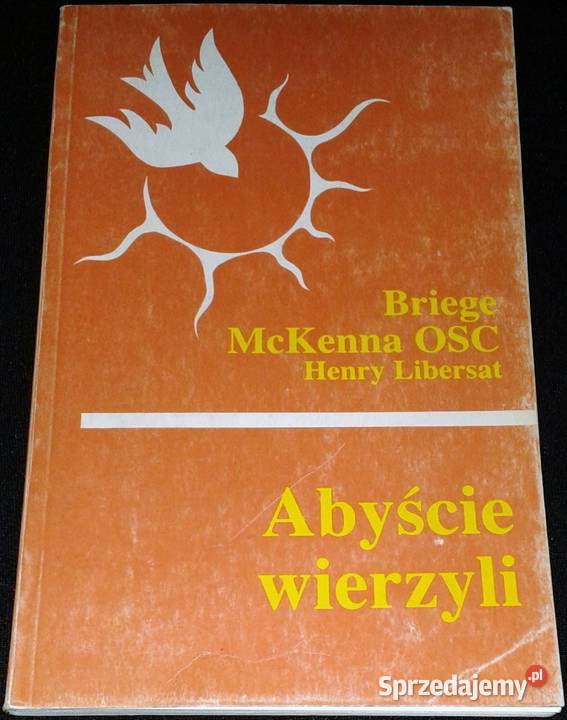 Briege
McKenna OSC
Henry Libersat
Abyście
wierzyli
Sprzedajemy.pl